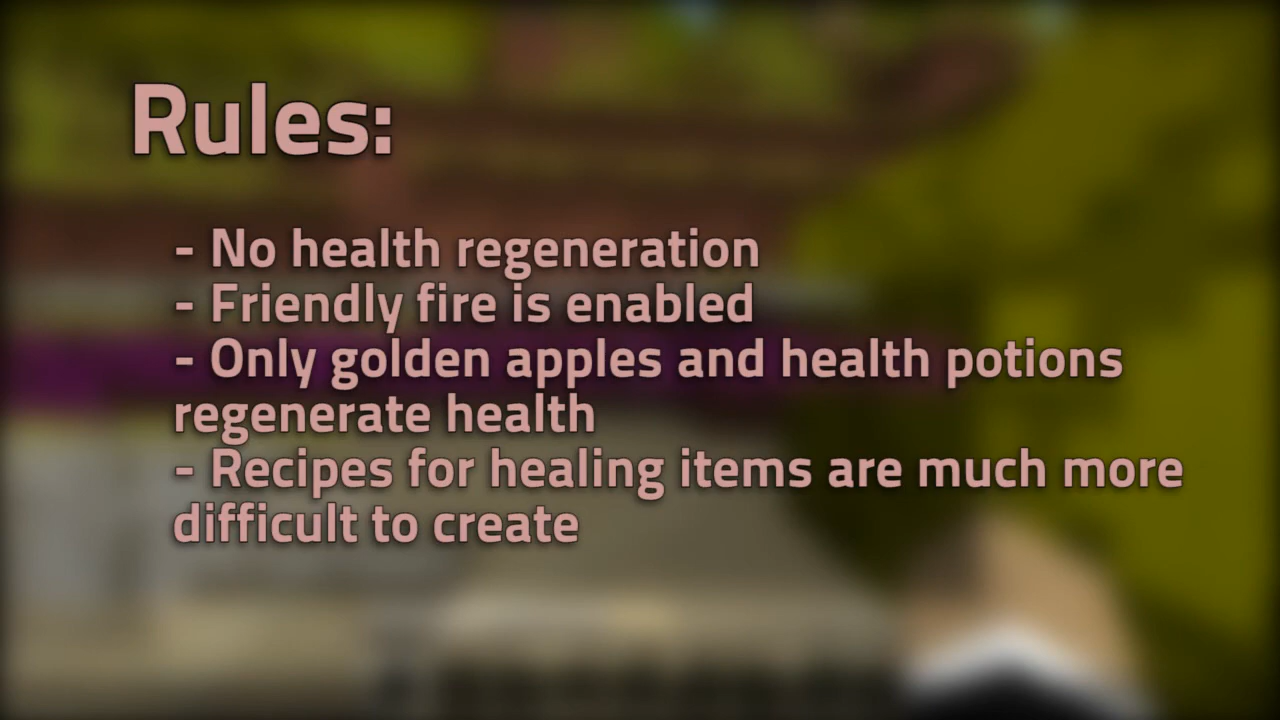 Rules:
- No health regeneration
- Friendly fire is enabled
- Only golden apples and health potions
regenerate health
- Recipes for healing items are much more
difficult to create